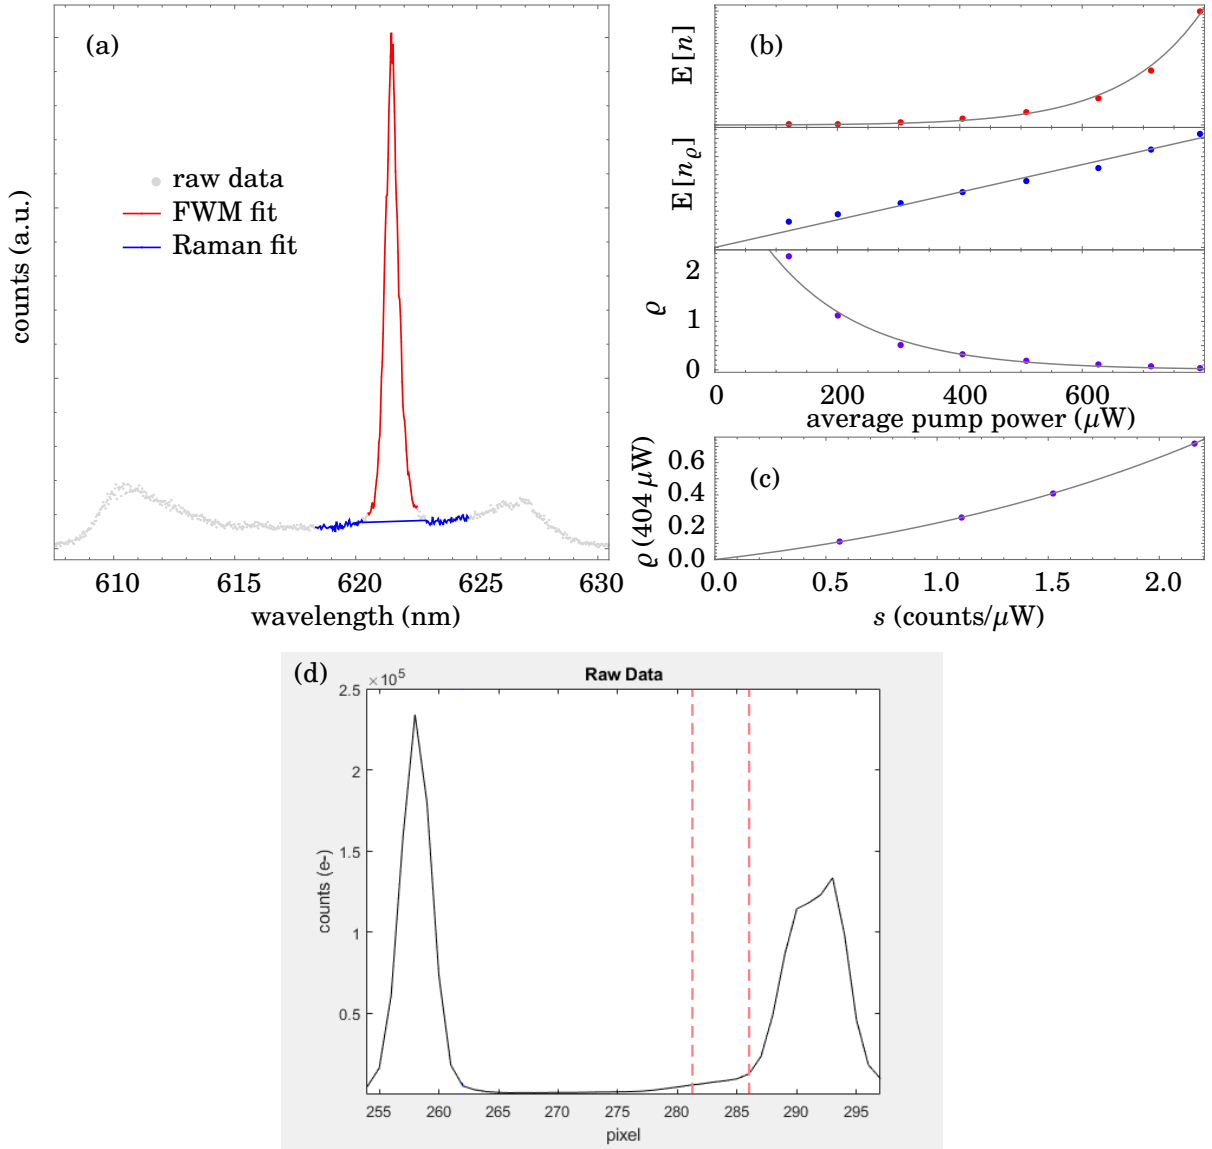 (a)
raw data
FWM fit
Raman fit
counts (a.u.)
610 615 620 625 630
wavelength (nm)
(b)
E[n]
E[nϱ]
2
1
0
ϱ
0 200 400 600
average pump power (μW)
(c)
0.6
0.4
0.2
0.0
ϱ (404 μW)
0.0 0.5 1.0 1.5 2.0
s (counts/μW)
(d)
Raw Data
×10⁵
2.5
2
1.5
1
0.5
counts (e-)
255 260 265 270 275 280 285 290 295
pixel